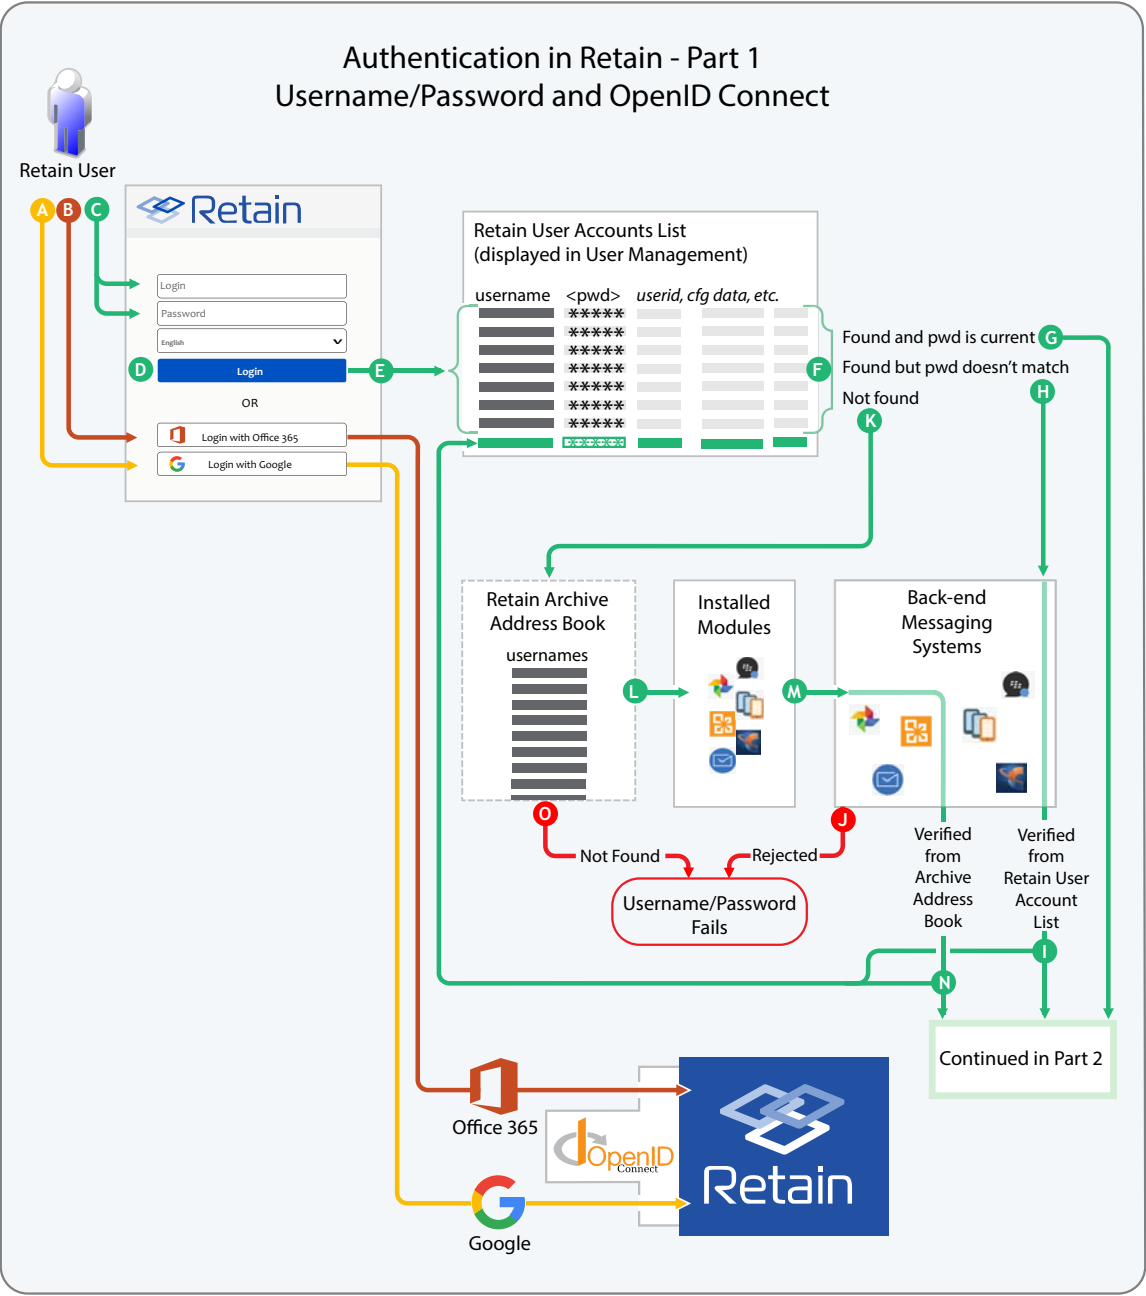 Authentication in Retain - Part 1
Username/Password and OpenID Connect
Retain User
A
B
C
Retain
Login
Password
English
D
Login
E
OR
Login with Office 365
Login with Google
Retain User Accounts List
(displayed in User Management)
username <pwd> userid, cfg data, etc.
*****
*****
*****
*****
*****
*****
*****
*****
F
Found and pwd is current
G
Found but pwd doesn't match
H
Not found
K
Retain Archive
Address Book
usernames
L
Installed
Modules
M
Back-end
Messaging
Systems
O
Not Found
J
Rejected
Username/Password
Fails
Verified
from
Archive
Address
Book
Verified
from
Retain User
Account
List
I
N
Continued in Part 2
Office 365
OpenID
Connect
Retain
Google